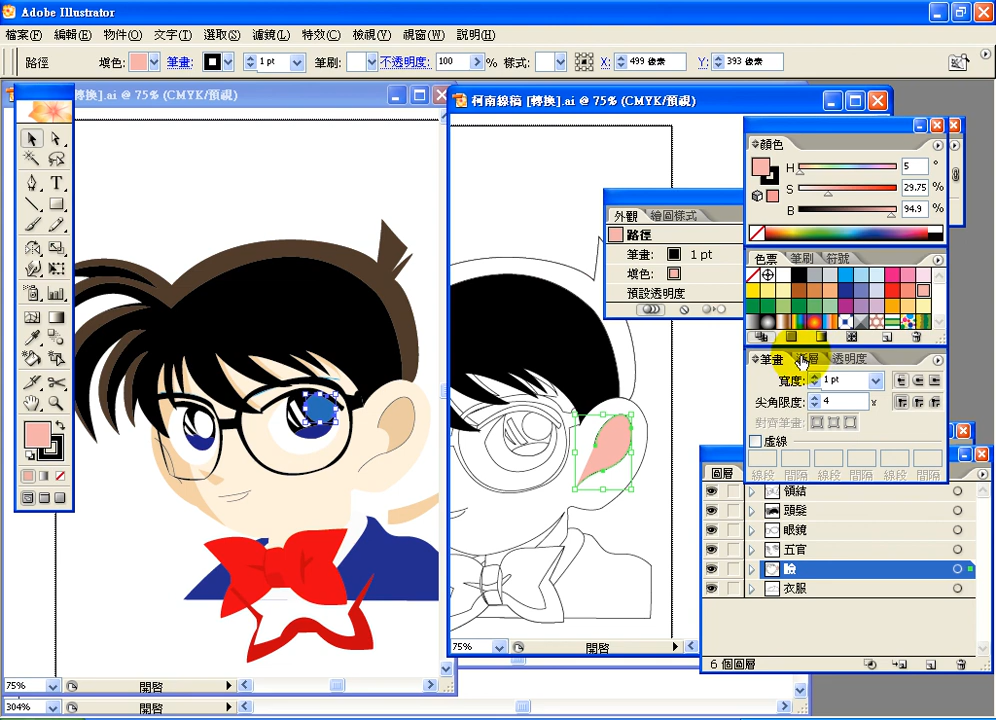 Adobe Illustrator
檔案(F) 編輯(E) 物件(O) 文字(T) 選取(S) 濾鏡(L) 特效(C) 檢視(V) 視窗(W) 說明(H)
路徑 填色: 筆畫: 1 pt 筆刷: 不透明度: 100 % 樣式: X: 499 像素 Y: 393 像素
轉換].ai @ 75% (CMYK/預視)
柯南線稿 [轉換].ai @ 75% (CMYK/預視)
顏色
H 5 °
S 29.75 %
B 94.9 %
外觀 繪圖樣式
路徑
筆畫: 1 pt
填色:
預設透明度
色票 筆刷 符號
筆畫 漸層 透明度
寬度: 1 pt
尖角限度: 4 x
對齊筆畫:
虛線
線段 間隔 線段 間隔 線段 間隔
圖層
領結
頭髮
眼鏡
五官
臉
衣服
6 個圖層
75% 開啓
75% 開啓
304% 開啓